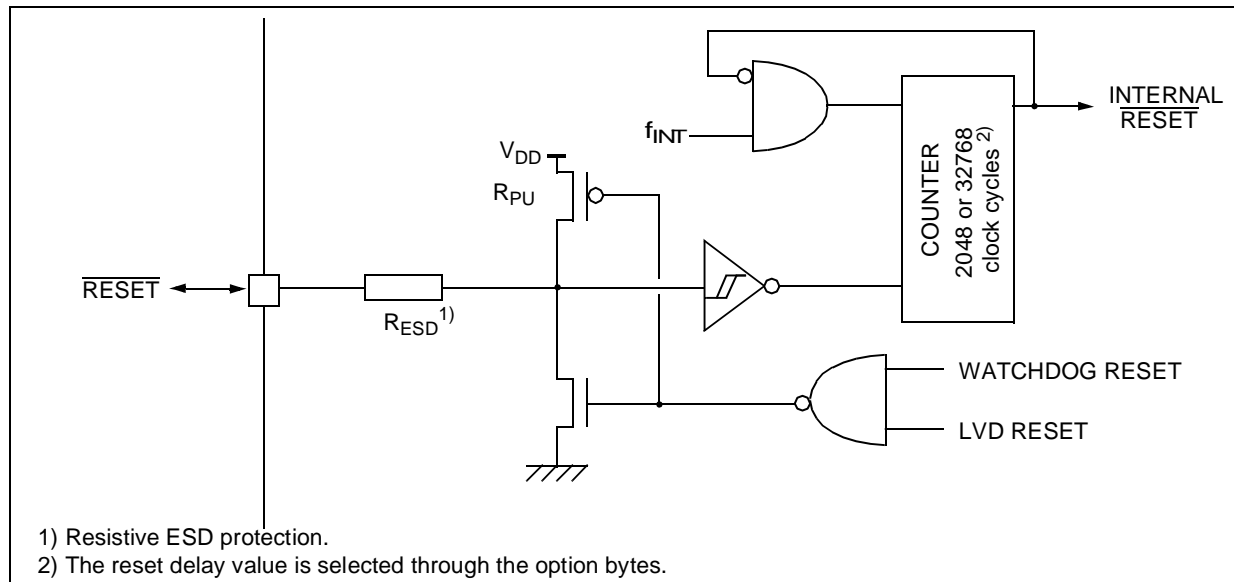 INTERNAL
RESET
fINT
VDD
RPU
COUNTER
2048 or 32768
clock cycles 2)
RESET
RESD1)
WATCHDOG RESET
LVD RESET
1) Resistive ESD protection.
2) The reset delay value is selected through the option bytes.